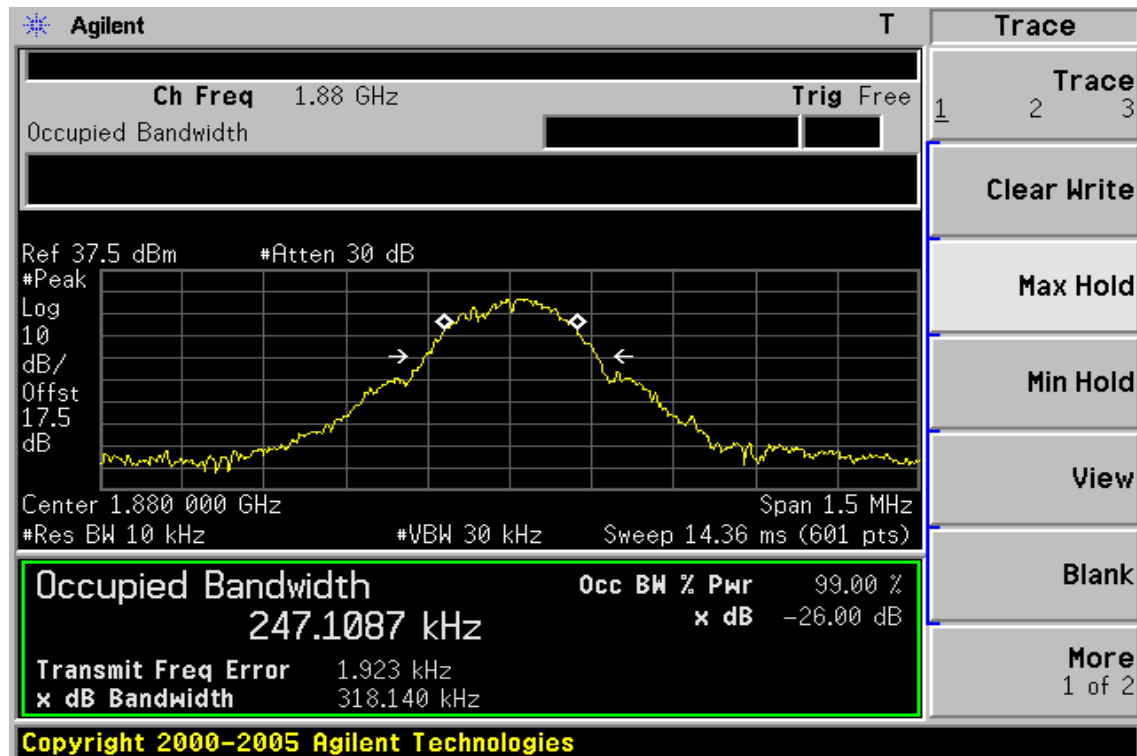 Agilent T Trace
Ch Freq 1.88 GHz Trig Free
Occupied Bandwidth
Trace
1 2 3
Clear Write
Max Hold
Min Hold
View
Blank
More
1 of 2
Ref 37.5 dBm #Atten 30 dB
#Peak
Log
10
dB/
Offst
17.5
dB
Center 1.880 000 GHz Span 1.5 MHz
#Res BW 10 kHz #VBW 30 kHz Sweep 14.36 ms (601 pts)
Occupied Bandwidth Occ BW % Pwr 99.00 %
247.1087 kHz x dB -26.00 dB
Transmit Freq Error 1.923 kHz
x dB Bandwidth 318.140 kHz
Copyright 2000-2005 Agilent Technologies